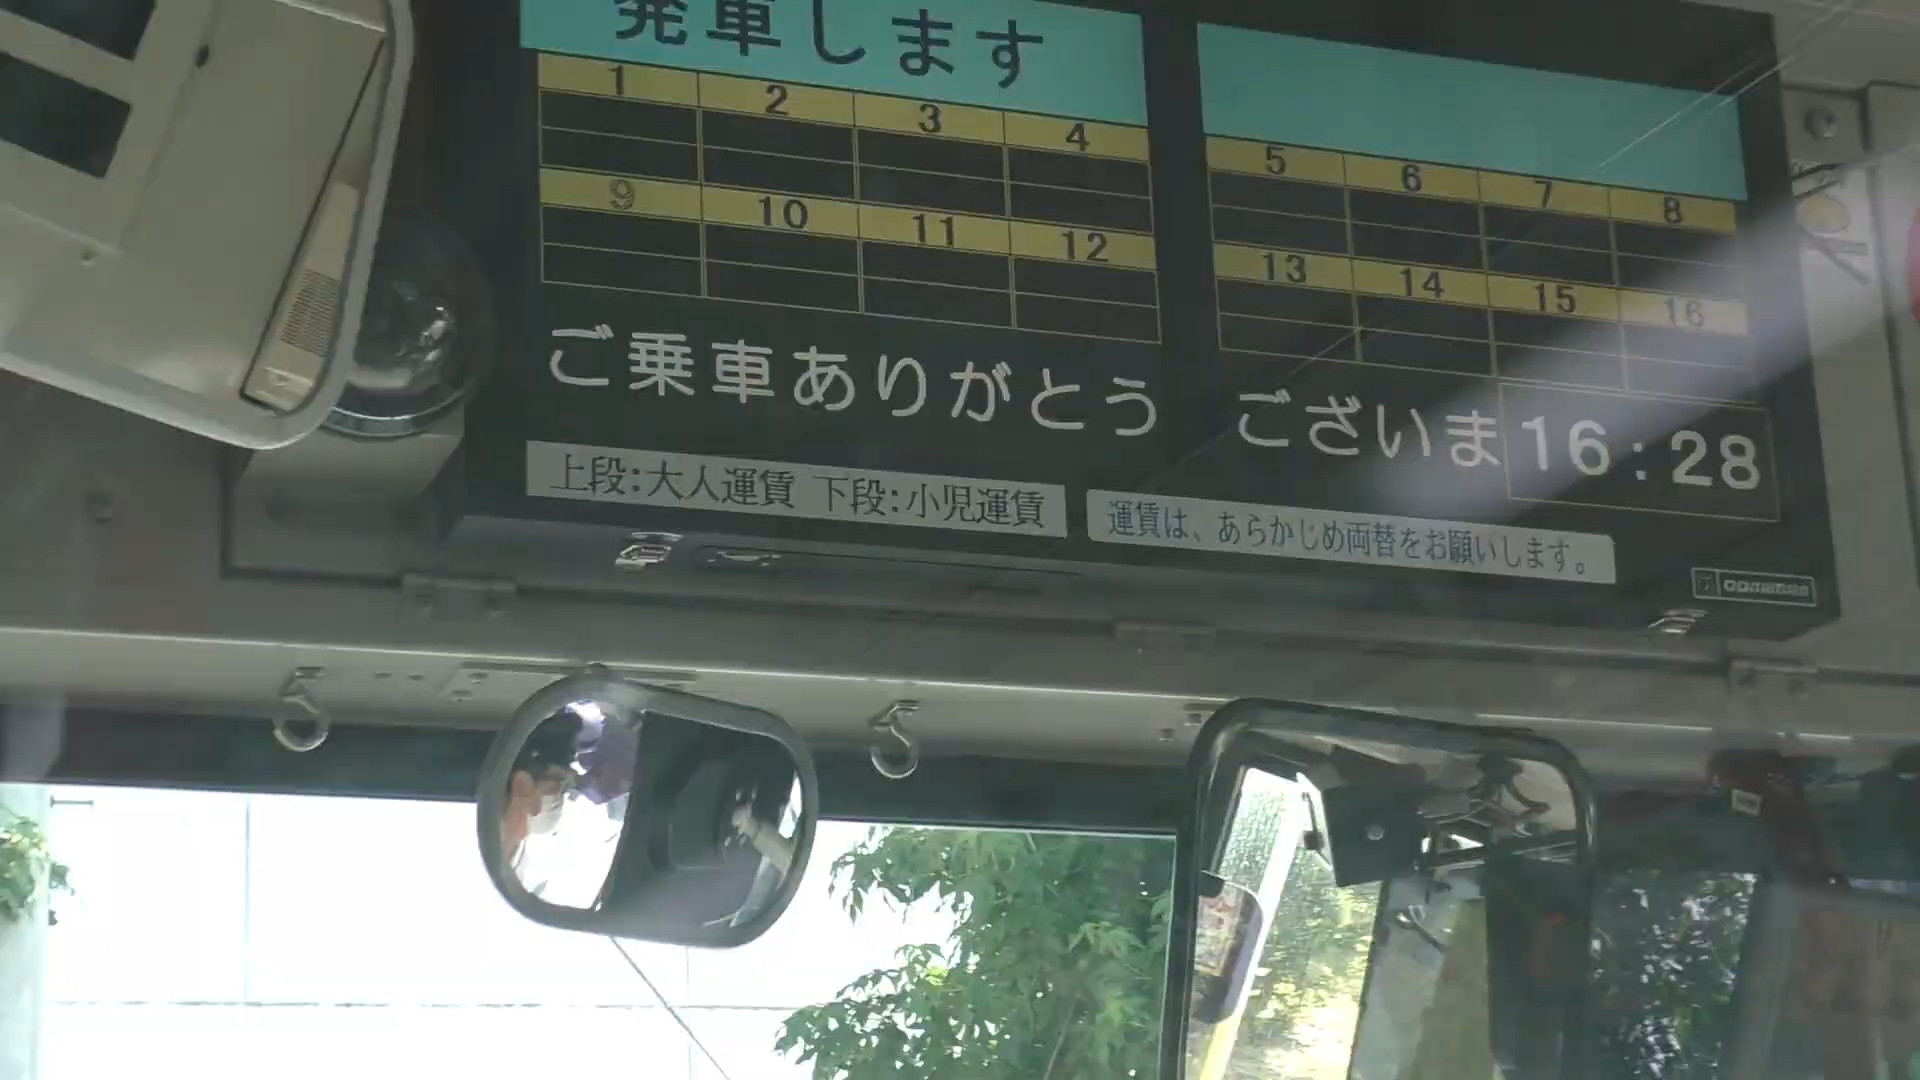 発車します
1 2 3 4
5 6 7 8
9 10 11 12
13 14 15 16
ご乗車ありがとう ございま
16:28
上段:大人運賃 下段:小児運賃
運賃は、あらかじめ両替をお願いします。